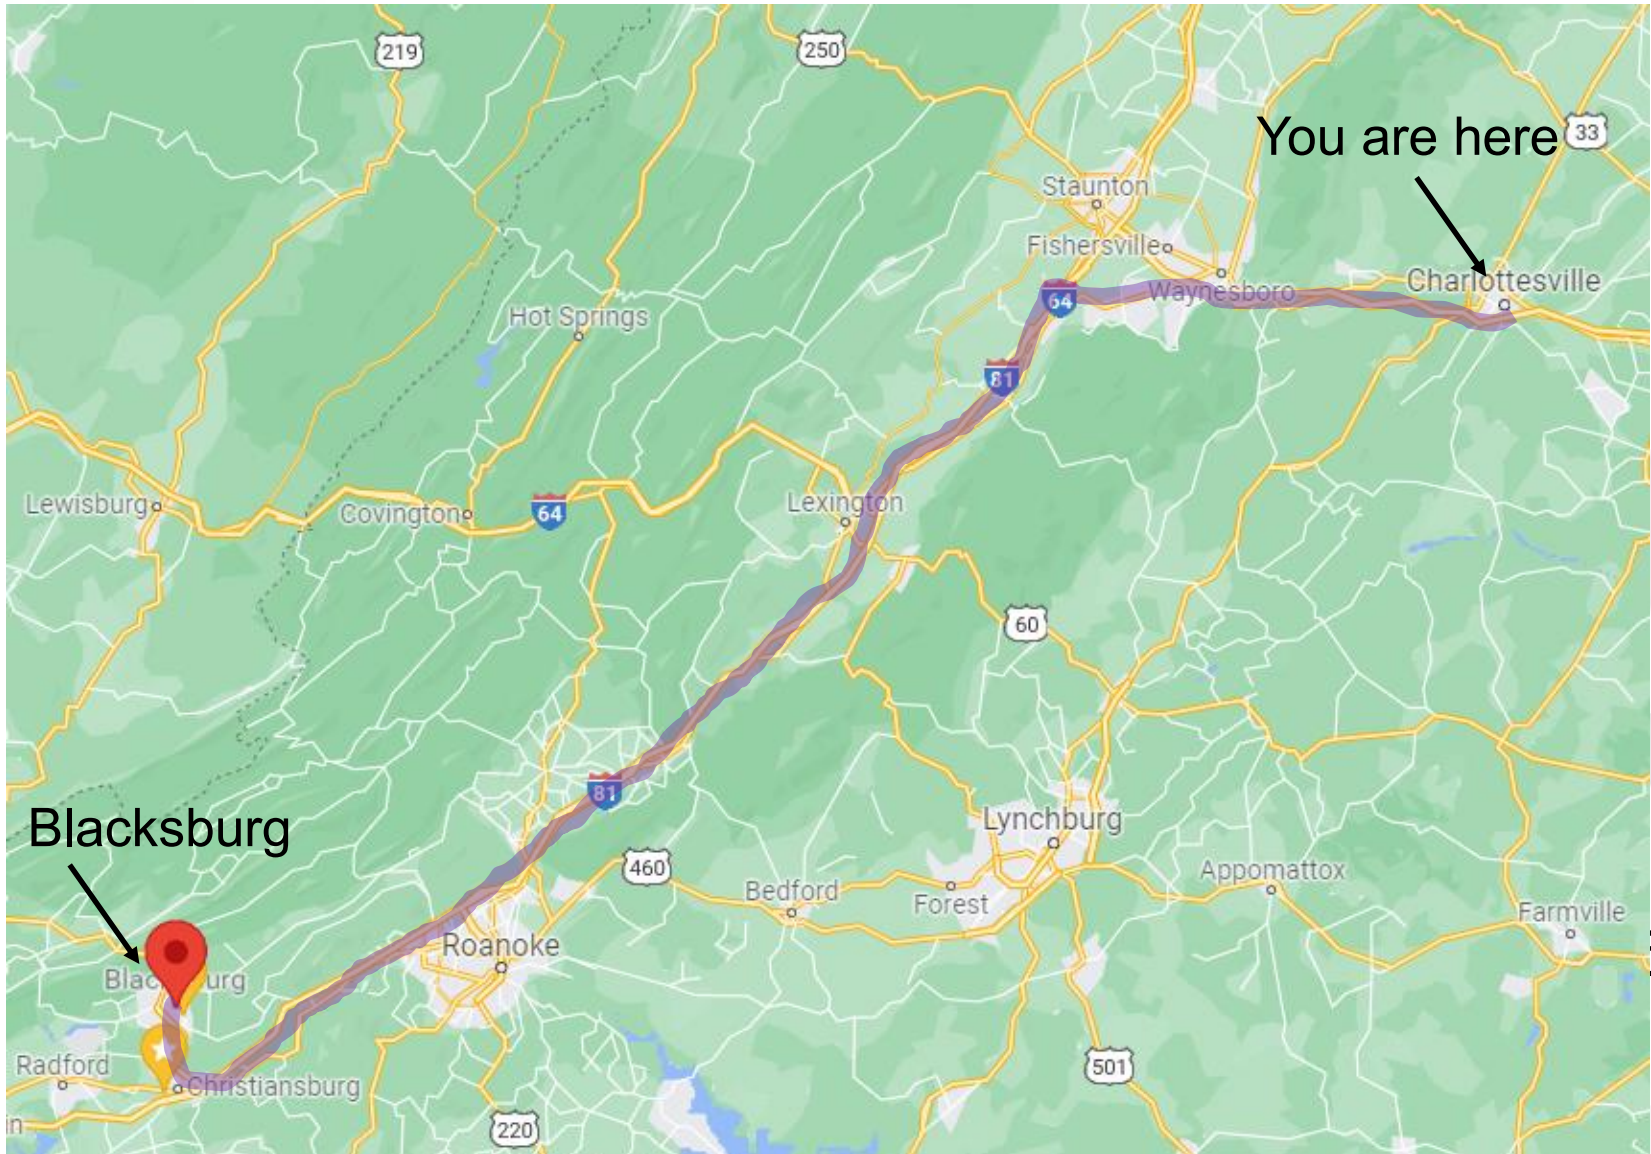 219
250
You are here
33
Staunton
Fishersville
Charlottesville
64
Waynesboro
Hot Springs
81
Lewisburg
Covington
64
Lexington
60
81
Blacksburg
Lynchburg
460
Bedford
Forest
Appomattox
Farmville
Roanoke
Radford
Christiansburg
501
220